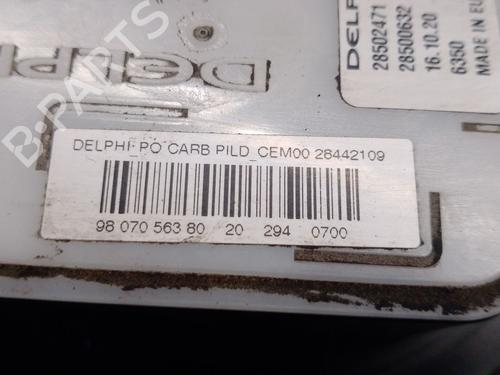 DELPHI
28502471
28500632
16.10.20
6350
MADE IN EU
DELPHI_PO CARB PILD_CEM00 28442109
98 070 563 80 20 294 0700
B-PARTS